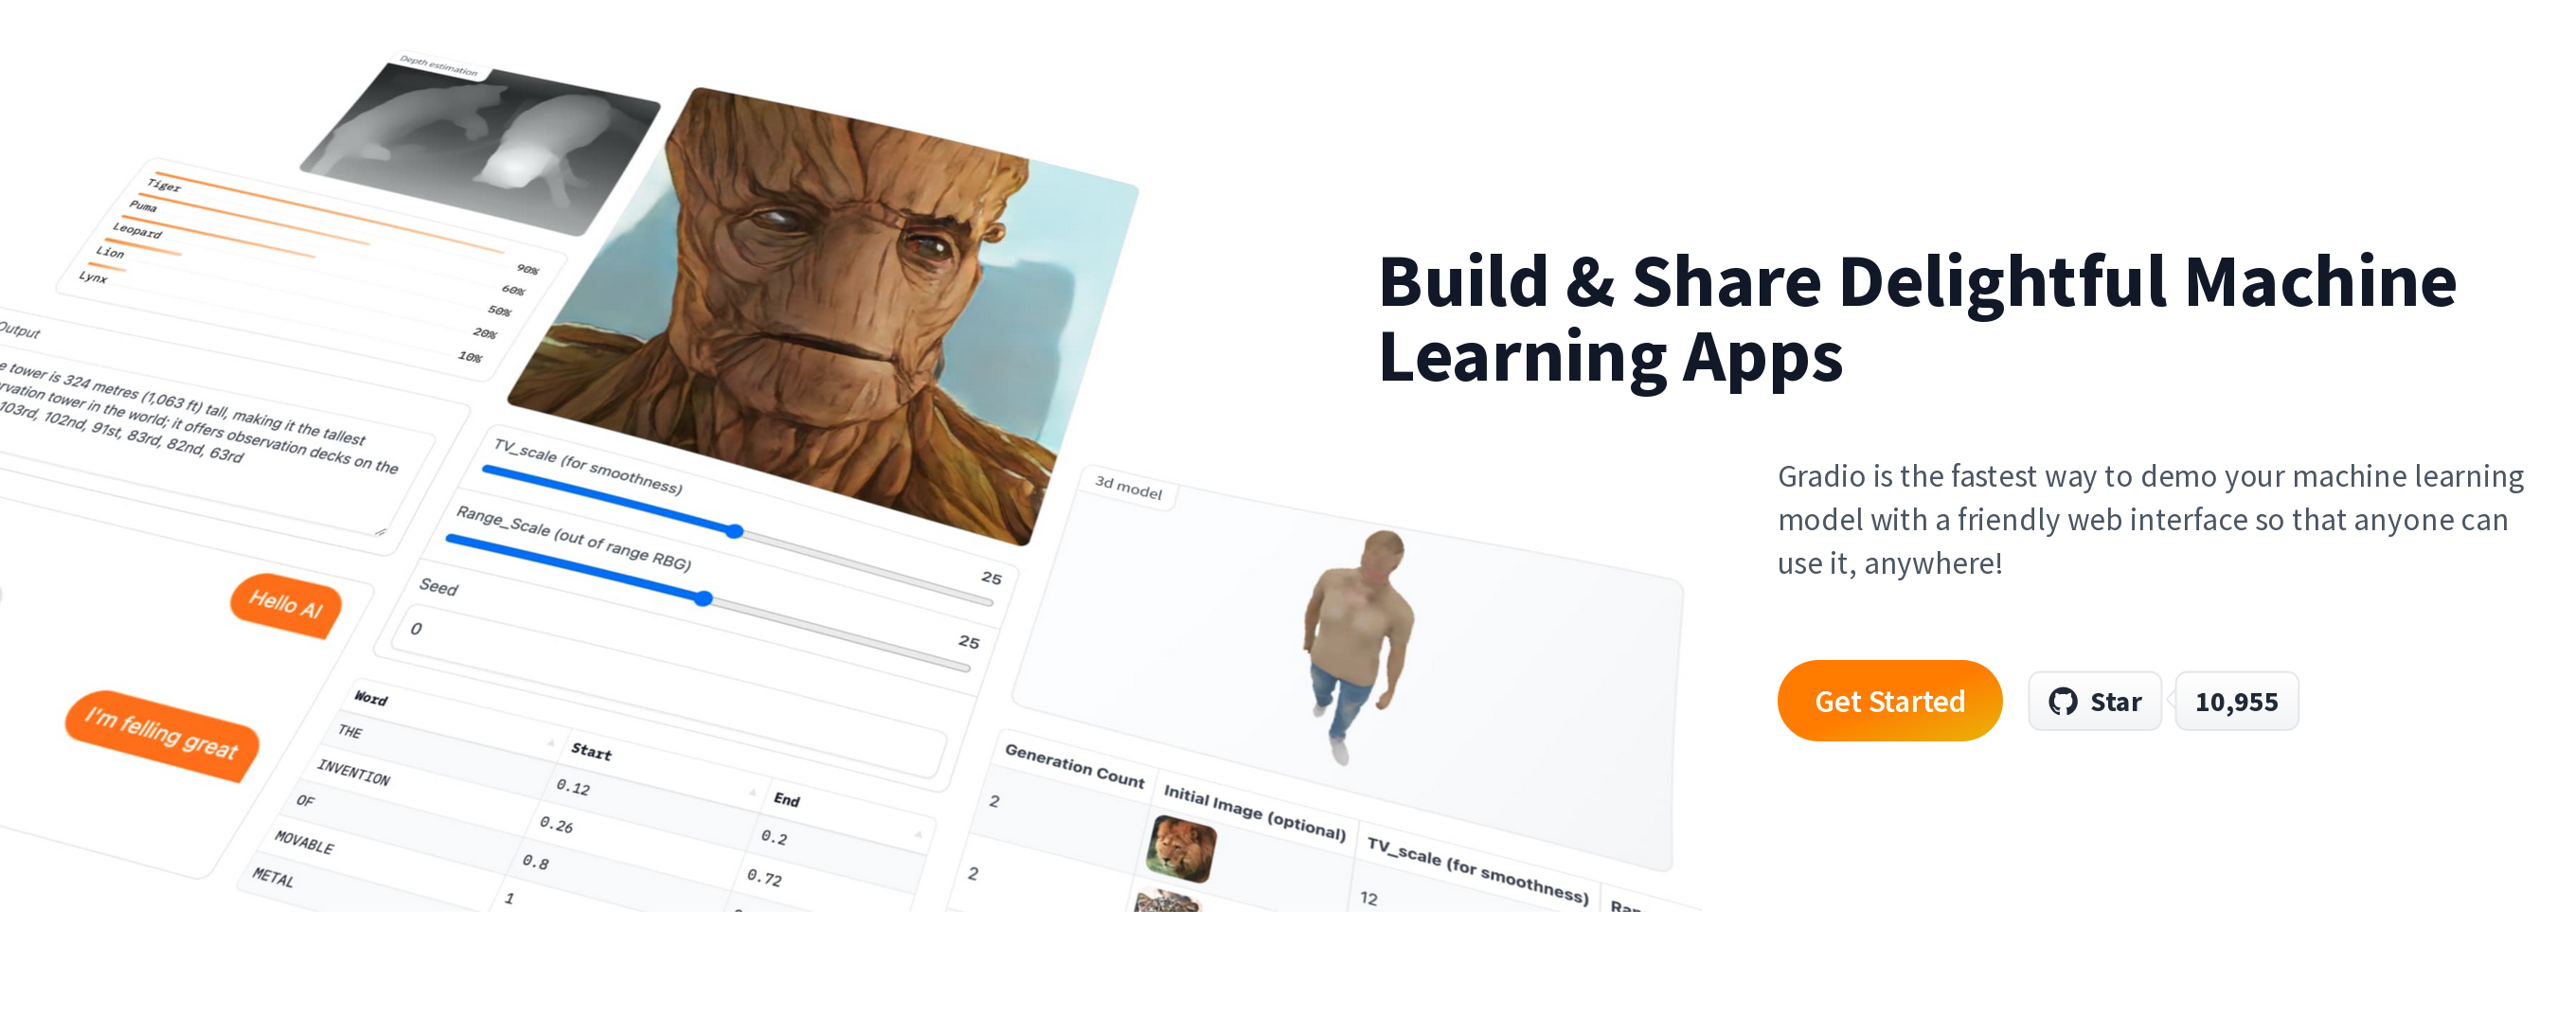 Depth estimation
Tiger
90%
Puma
60%
Leopard
50%
Lion
20%
Lynx
10%
Output
e tower is 324 metres (1,063 ft) tall, making it the tallest
rvation tower in the world; it offers observation decks on the
103rd, 102nd, 91st, 83rd, 82nd, 63rd
Hello AI
I'm felling great
TV_scale (for smoothness)
25
Range_Scale (out of range RBG)
25
Seed
0
Word Start End
THE 0.12 0.2
INVENTION 0.26 0.72
OF 0.8
MOVABLE 1
METAL
3d model
Generation Count Initial Image (optional) TV_scale (for smoothness)
2 12
2
Build & Share Delightful Machine
Learning Apps
Gradio is the fastest way to demo your machine learning
model with a friendly web interface so that anyone can
use it, anywhere!
Get Started
Star
10,955